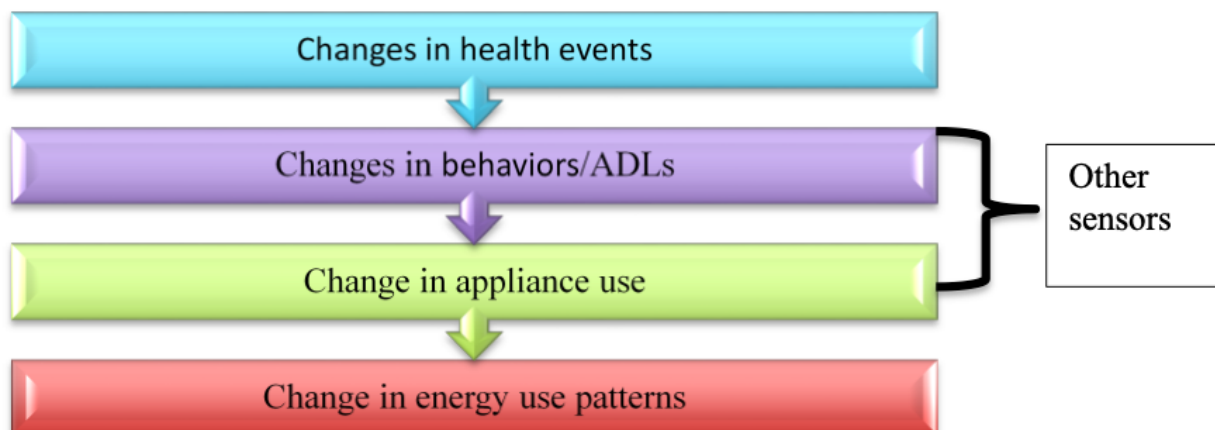 Changes in health events
Changes in behaviors/ADLs
Change in appliance use
Change in energy use patterns
Other
sensors